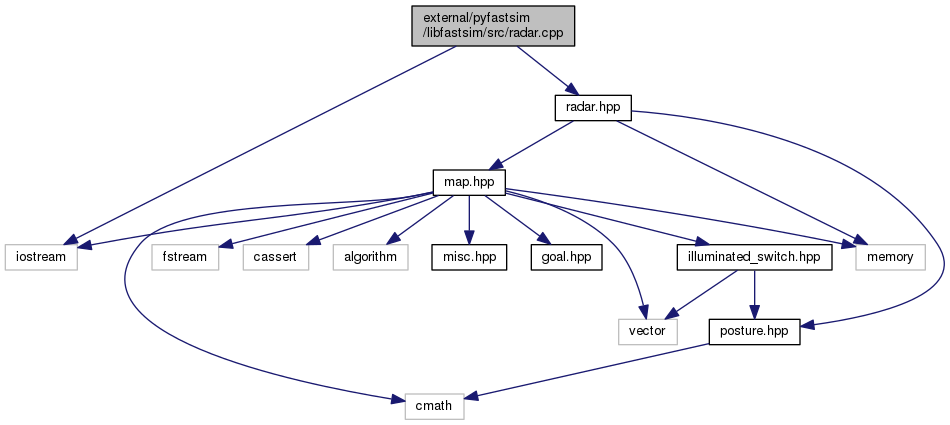 external/pyfastsim
/libfastsim/src/radar.cpp
radar.hpp
map.hpp
iostream
fstream
cassert
algorithm
misc.hpp
goal.hpp
illuminated_switch.hpp
memory
vector
posture.hpp
cmath